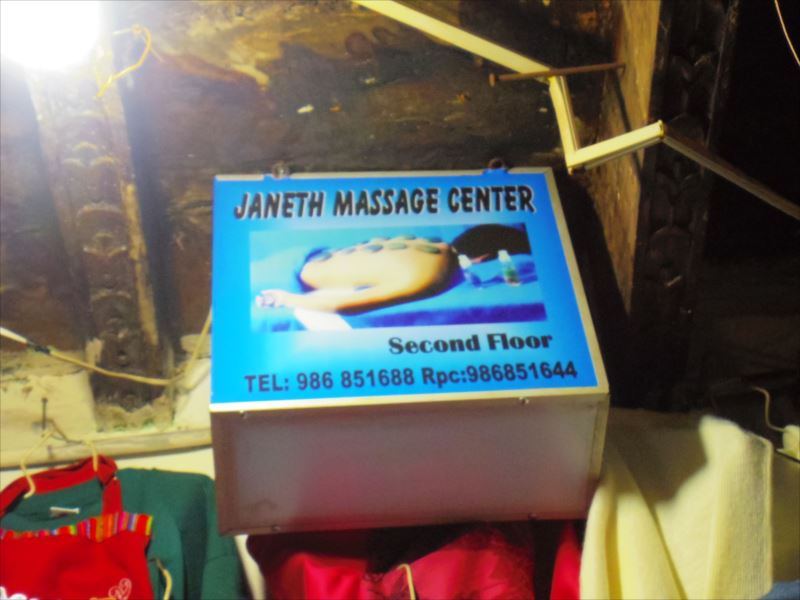 JANETH MASSAGE CENTER
Second Floor
TEL: 986 851688 Rpc:986851644